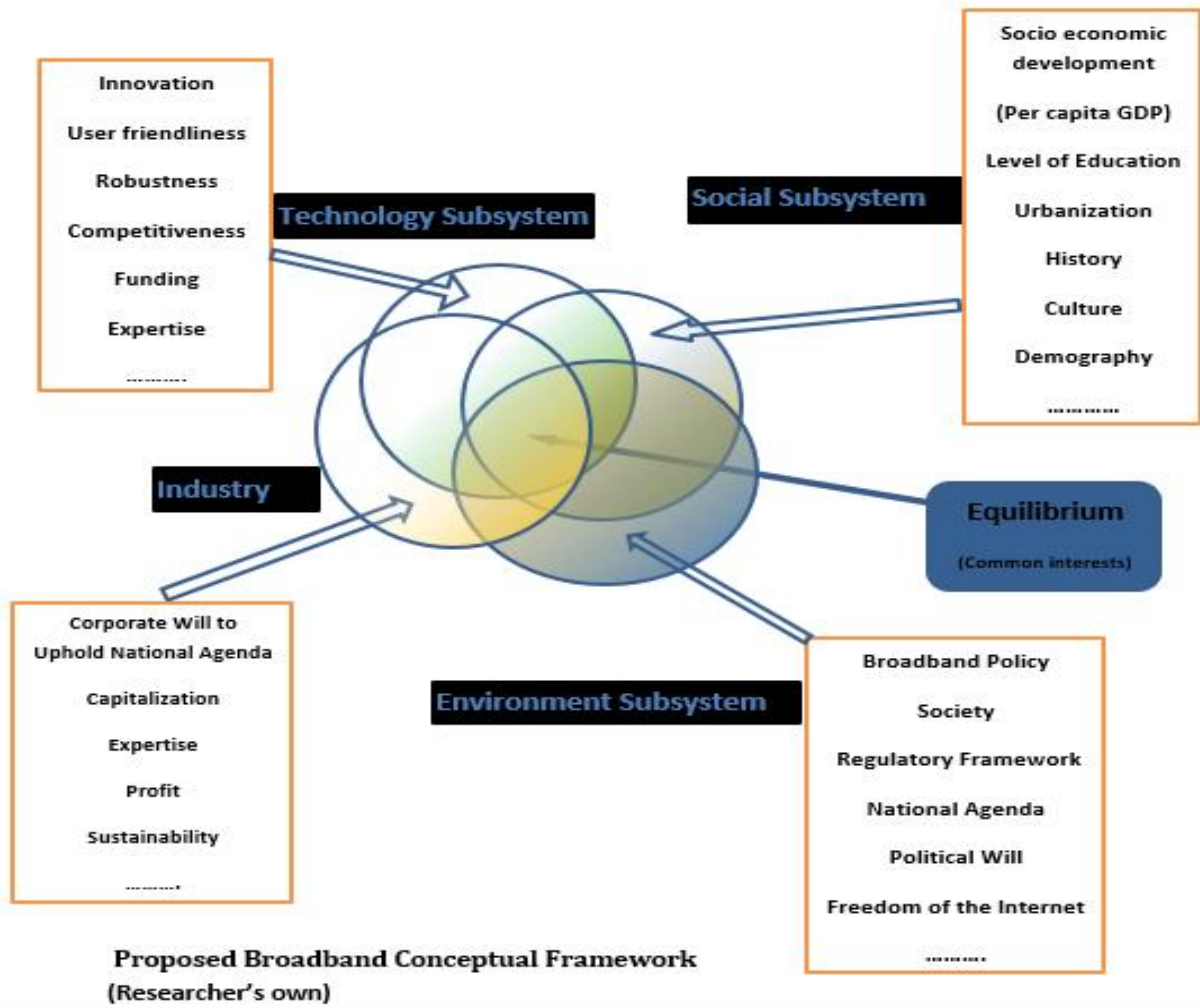 Innovation
User friendliness
Robustness
Competitiveness
Funding
Expertise
...........
Technology Subsystem
Social Subsystem
Socio economic
development
(Per capita GDP)
Level of Education
Urbanization
History
Culture
Demography
.............
Industry
Equilibrium
(Common interests)
Corporate Will to
Uphold National Agenda
Capitalization
Expertise
Profit
Sustainability
..........
Environment Subsystem
Broadband Policy
Society
Regulatory Framework
National Agenda
Political Will
Freedom of the Internet
...........
Proposed Broadband Conceptual Framework
(Researcher's own)